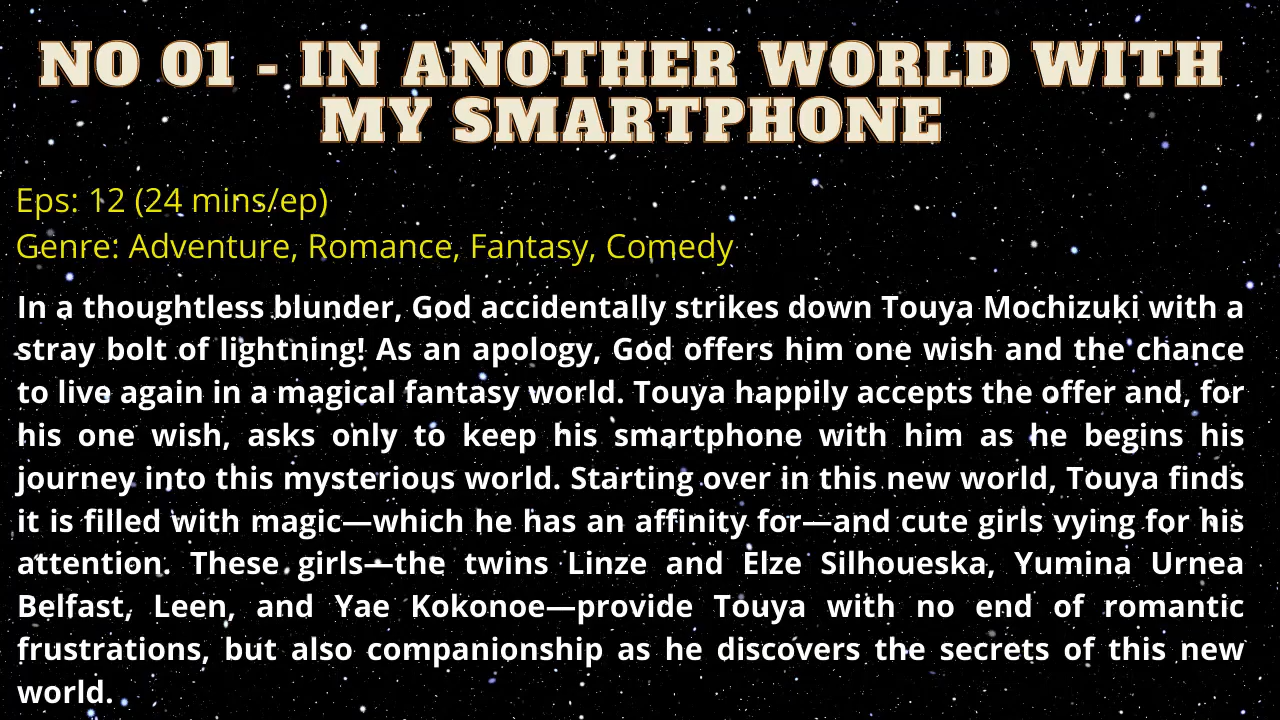 NO 01 - IN ANOTHER WORLD WITH
MY SMARTPHONE
Eps: 12 (24 mins/ep)
Genre: Adventure, Romance, Fantasy, Comedy
In a thoughtless blunder, God accidentally strikes down Touya Mochizuki with a
stray bolt of lightning! As an apology, God offers him one wish and the chance
to live again in a magical fantasy world. Touya happily accepts the offer and, for
his one wish, asks only to keep his smartphone with him as he begins his
journey into this mysterious world. Starting over in this new world, Touya finds
it is filled with magic—which he has an affinity for—and cute girls vying for his
attention. These girls—the twins Linze and Elze Silhoueska, Yumina Urnea
Belfast, Leen, and Yae Kokonoe—provide Touya with no end of romantic
frustrations, but also companionship as he discovers the secrets of this new
world.